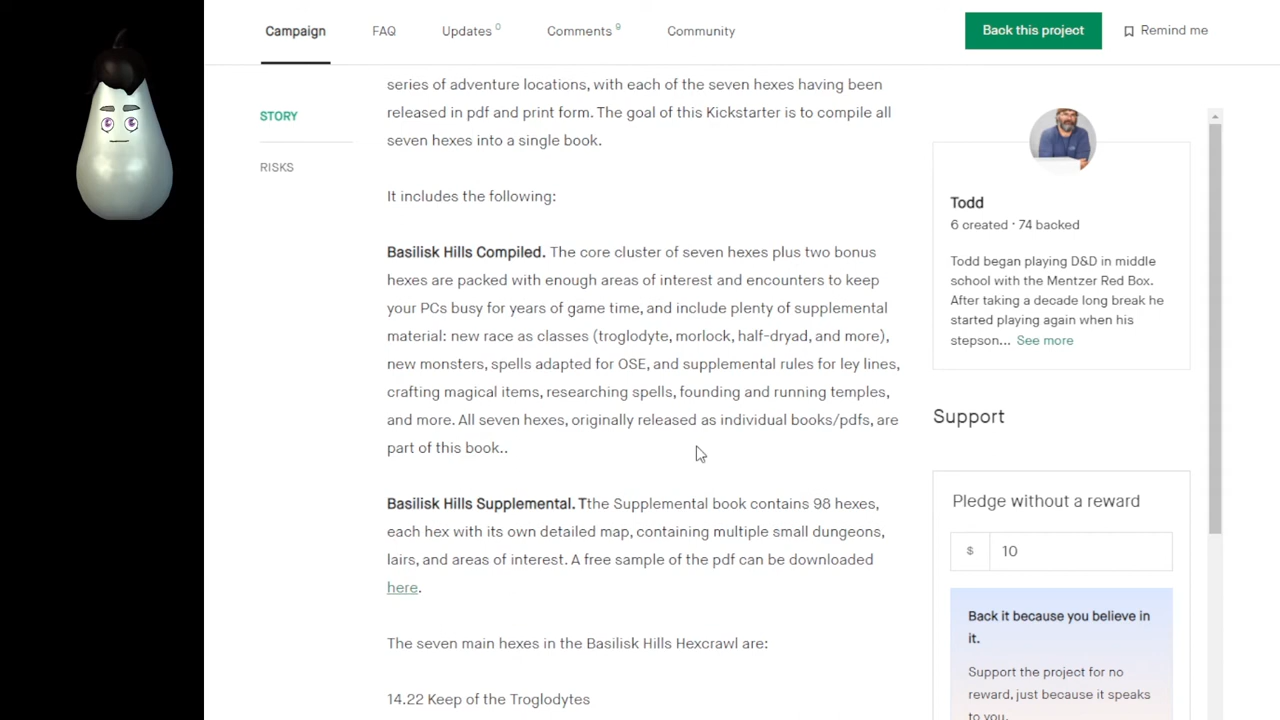 Campaign
FAQ
Updates 0
Comments 9
Community
Back this project
Remind me
STORY
RISKS
series of adventure locations, with each of the seven hexes having been
released in pdf and print form. The goal of this Kickstarter is to compile all
seven hexes into a single book.
It includes the following:
Basilisk Hills Compiled. The core cluster of seven hexes plus two bonus
hexes are packed with enough areas of interest and encounters to keep
your PCs busy for years of game time, and include plenty of supplemental
material: new race as classes (troglodyte, morlock, half-dryad, and more),
new monsters, spells adapted for OSE, and supplemental rules for ley lines,
crafting magical items, researching spells, founding and running temples,
and more. All seven hexes, originally released as individual books/pdfs, are
part of this book..
Basilisk Hills Supplemental. Tthe Supplemental book contains 98 hexes,
each hex with its own detailed map, containing multiple small dungeons,
lairs, and areas of interest. A free sample of the pdf can be downloaded
here.
The seven main hexes in the Basilisk Hills Hexcrawl are:
14.22 Keep of the Troglodytes
Todd
6 created · 74 backed
Todd began playing D&D in middle
school with the Mentzer Red Box.
After taking a decade long break he
started playing again when his
stepson... See more
Support
Pledge without a reward
$ 10
Back it because you believe in
it.
Support the project for no
reward, just because it speaks
to you.